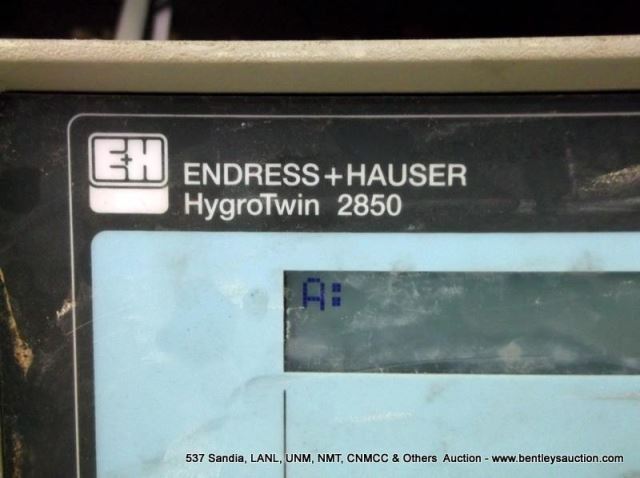 E+H
ENDRESS+HAUSER
HygroTwin 2850
A:
537 Sandia, LANL, UNM, NMT, CNMCC & Others Auction - www.bentleysauction.com